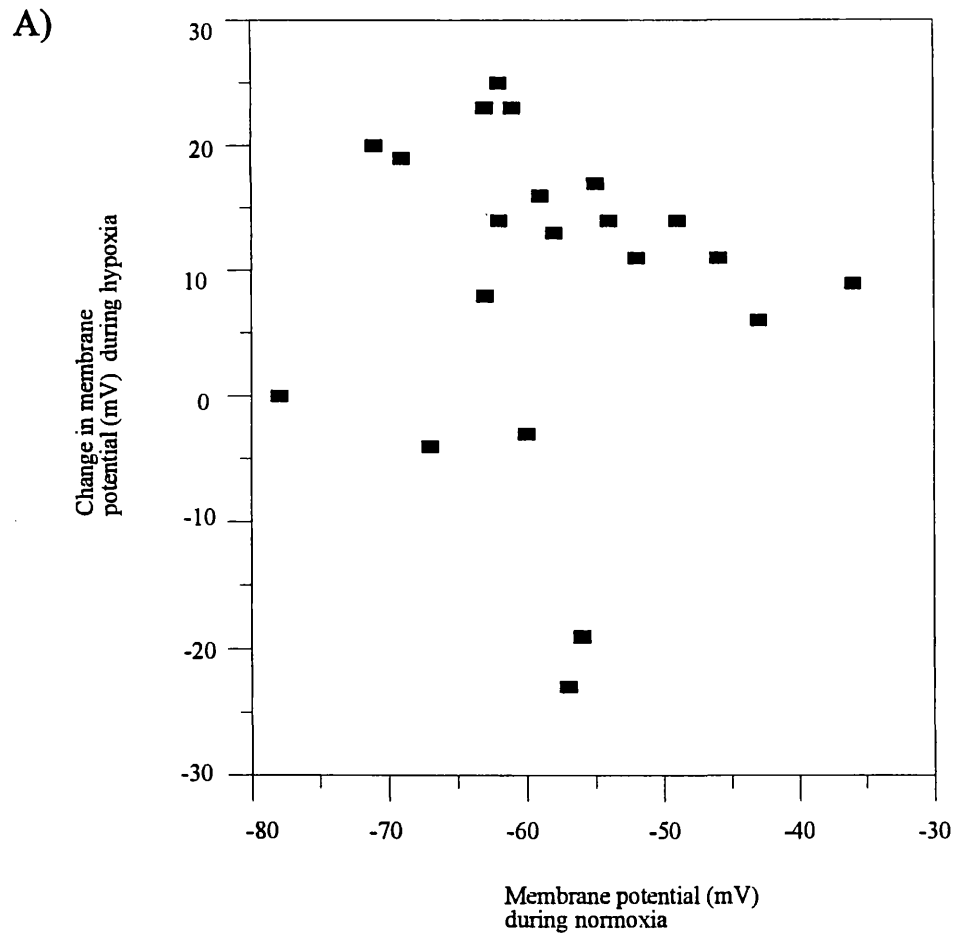 A)
30
20
10
0
-10
-20
-30
Change in membrane
potential (mV) during hypoxia
-80 -70 -60 -50 -40 -30
Membrane potential (mV)
during normoxia